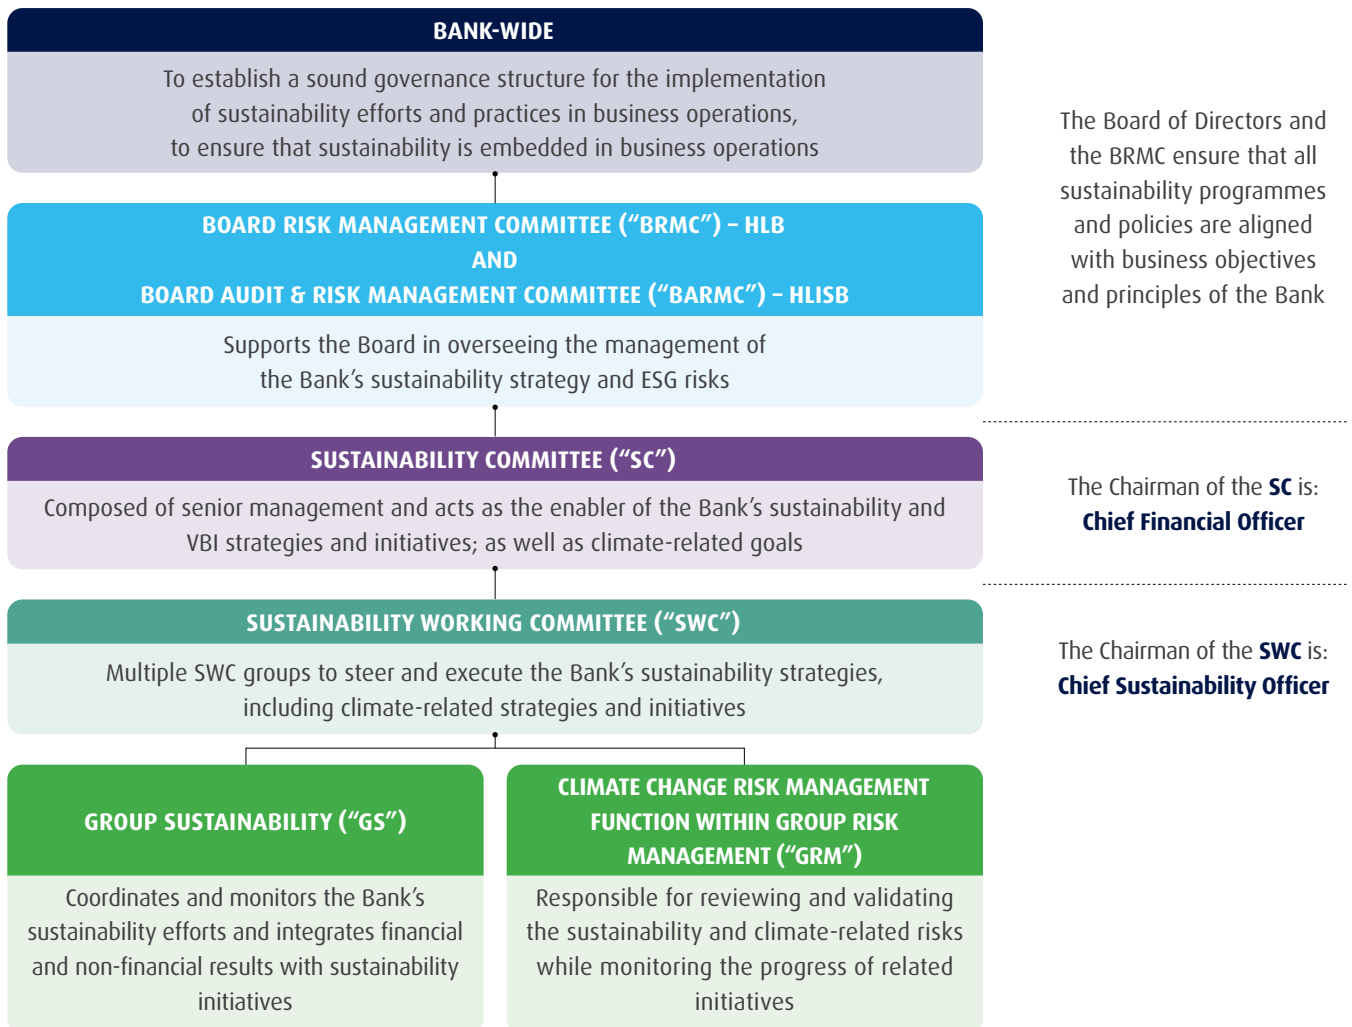 BANK-WIDE
To establish a sound governance structure for the implementation
of sustainability efforts and practices in business operations,
to ensure that sustainability is embedded in business operations
The Board of Directors and
the BRMC ensure that all
sustainability programmes
and policies are aligned
with business objectives
and principles of the Bank
BOARD RISK MANAGEMENT COMMITTEE (“BRMC”) – HLB
AND
BOARD AUDIT & RISK MANAGEMENT COMMITTEE (“BARMC”) – HLISB
Supports the Board in overseeing the management of
the Bank’s sustainability strategy and ESG risks
SUSTAINABILITY COMMITTEE (“SC”)
Composed of senior management and acts as the enabler of the Bank’s sustainability and
VBI strategies and initiatives; as well as climate-related goals
The Chairman of the SC is:
Chief Financial Officer
SUSTAINABILITY WORKING COMMITTEE (“SWC”)
Multiple SWC groups to steer and execute the Bank’s sustainability strategies,
including climate-related strategies and initiatives
The Chairman of the SWC is:
Chief Sustainability Officer
GROUP SUSTAINABILITY (“GS”)
Coordinates and monitors the Bank’s
sustainability efforts and integrates financial
and non-financial results with sustainability
initiatives
CLIMATE CHANGE RISK MANAGEMENT
FUNCTION WITHIN GROUP RISK
MANAGEMENT (“GRM”)
Responsible for reviewing and validating
the sustainability and climate-related risks
while monitoring the progress of related
initiatives